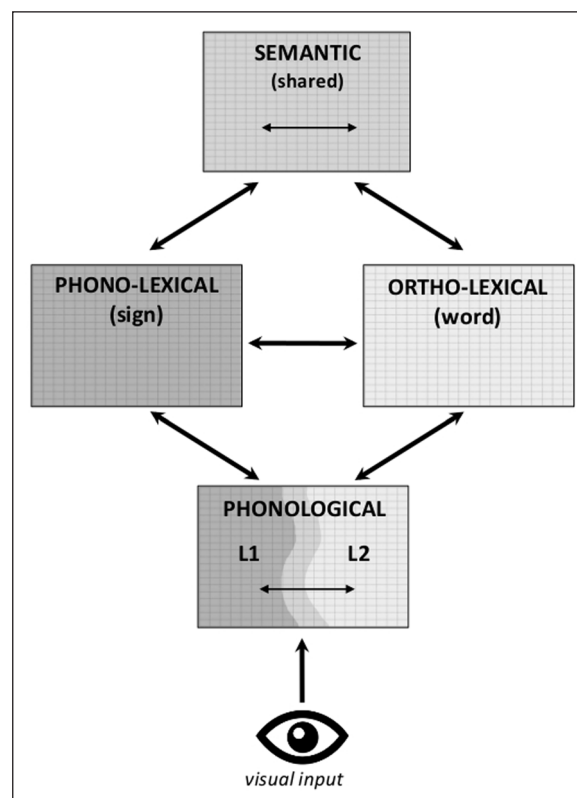 SEMANTIC
(shared)
PHONO-LEXICAL
(sign)
ORTHO-LEXICAL
(word)
PHONOLOGICAL
L1 L2
visual input